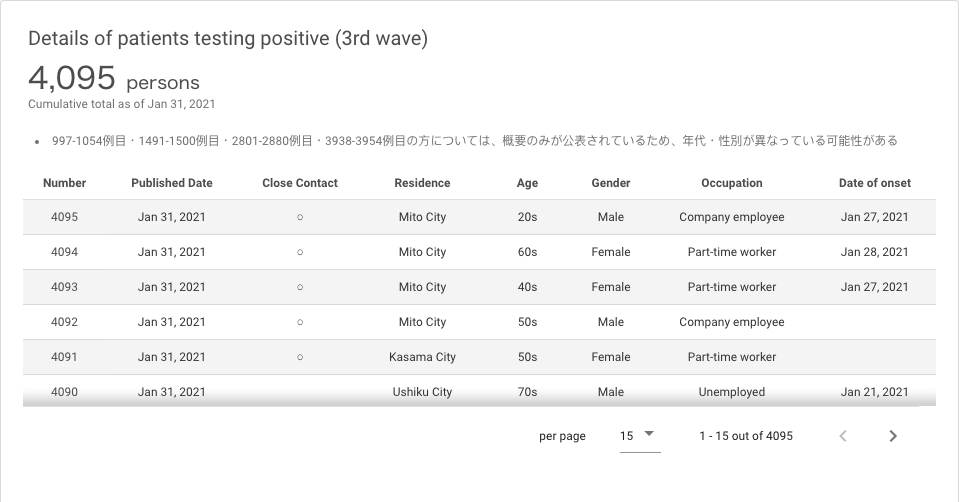 Details of patients testing positive (3rd wave)
4,095 persons
Cumulative total as of Jan 31, 2021
• 997-1054例目・1491-1500例目・2801-2880例目・3938-3954例目の方については、概要のみが公表されているため、年代・性別が異なっている可能性がある
Number Published Date Close Contact Residence Age Gender Occupation Date of onset
4095 Jan 31, 2021 ○ Mito City 20s Male Company employee Jan 27, 2021
4094 Jan 31, 2021 ○ Mito City 60s Female Part-time worker Jan 28, 2021
4093 Jan 31, 2021 ○ Mito City 40s Female Part-time worker Jan 27, 2021
4092 Jan 31, 2021 ○ Mito City 50s Male Company employee
4091 Jan 31, 2021 ○ Kasama City 50s Female Part-time worker
4090 Jan 31, 2021 Ushiku City 70s Male Unemployed Jan 21, 2021
per page 15 1 - 15 out of 4095